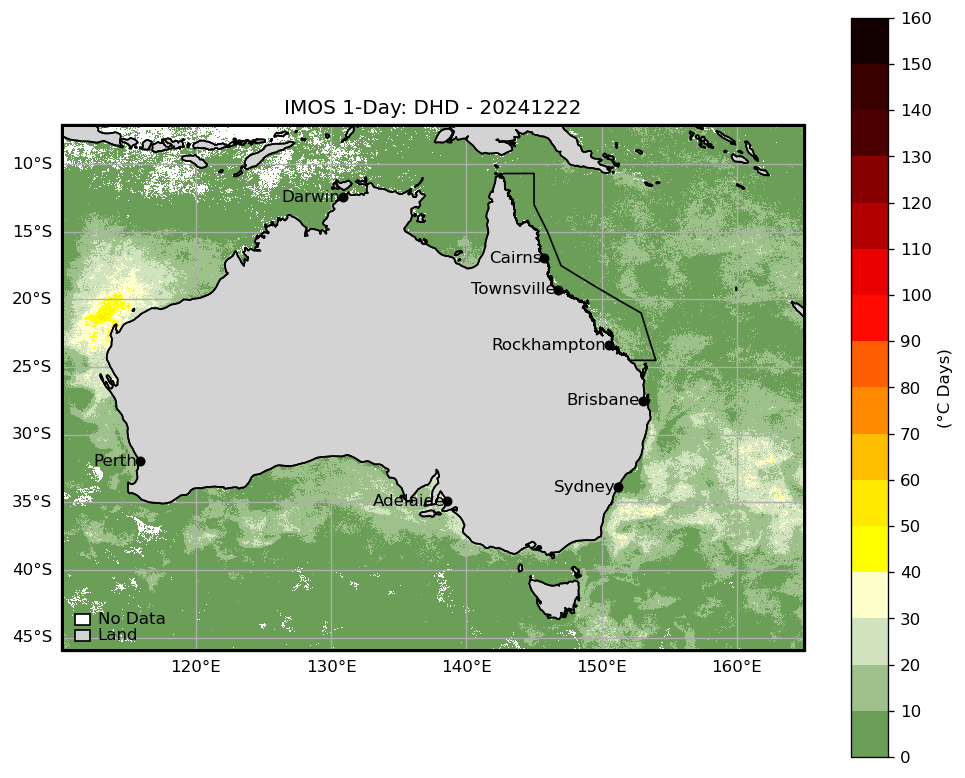 IMOS 1-Day: DHD - 20241222
160
150
140
130
120
110
100
90
80
70
60
50
40
30
20
10
0
(°C Days)
10°S
15°S
20°S
25°S
30°S
35°S
40°S
45°S
Darwin
Cairns
Townsville
Rockhampton
Brisbane
Perth
Sydney
Adelaide
No Data
Land
120°E 130°E 140°E 150°E 160°E